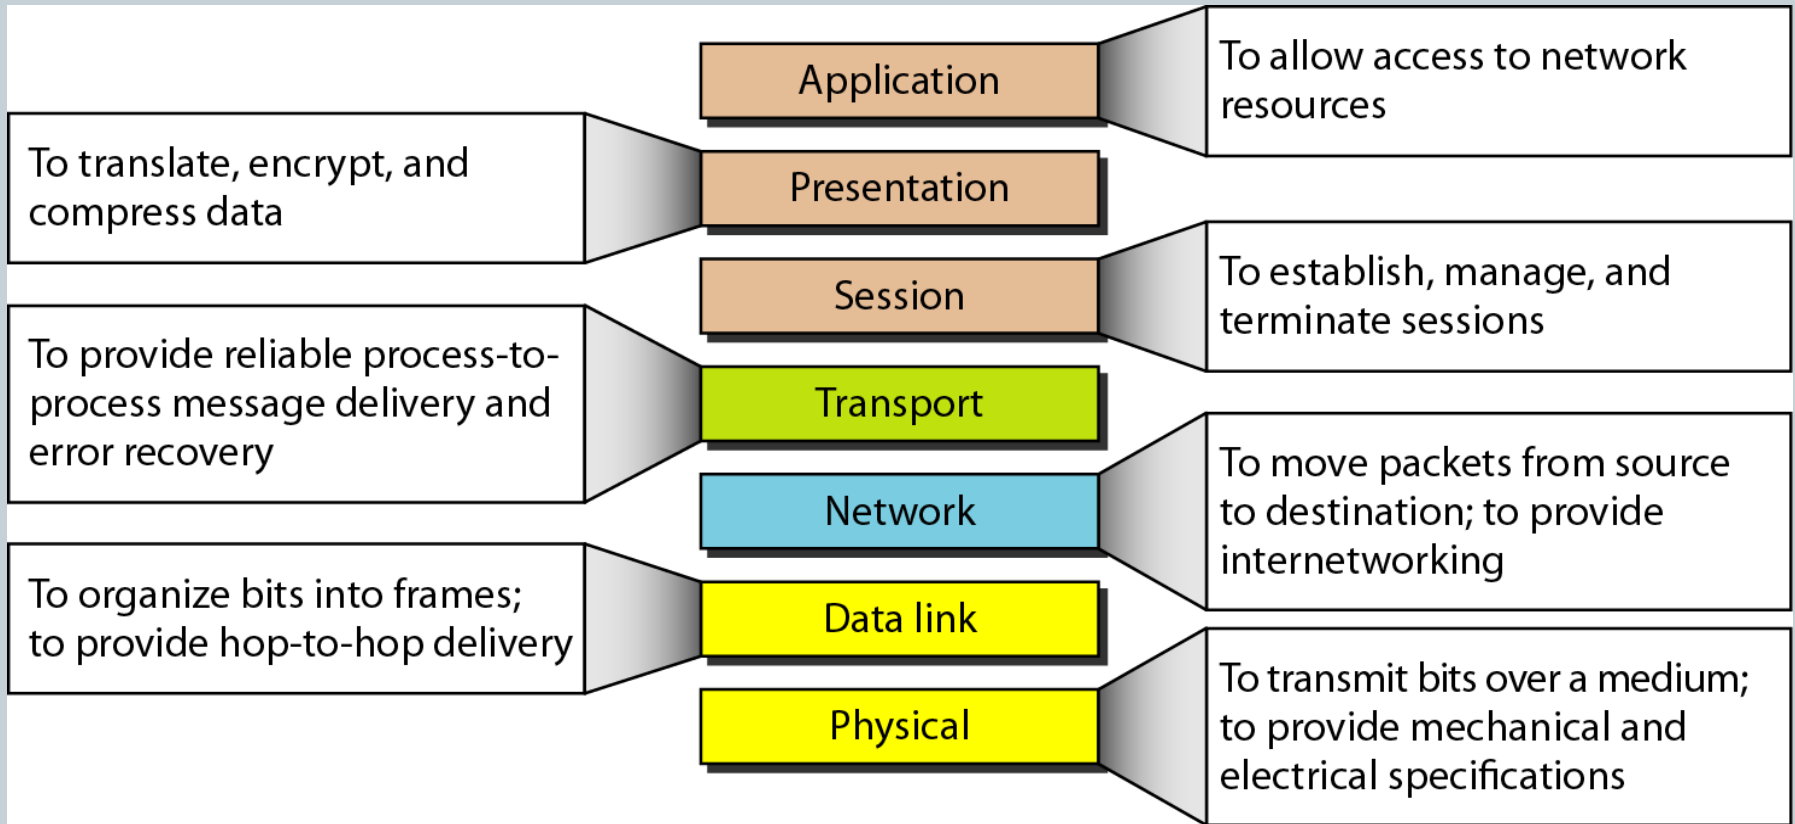 Application
To allow access to network
resources
To translate, encrypt, and
compress data
Presentation
Session
To establish, manage, and
terminate sessions
To provide reliable process-to-
process message delivery and
error recovery
Transport
Network
To move packets from source
to destination; to provide
internetworking
To organize bits into frames;
to provide hop-to-hop delivery
Data link
Physical
To transmit bits over a medium;
to provide mechanical and
electrical specifications